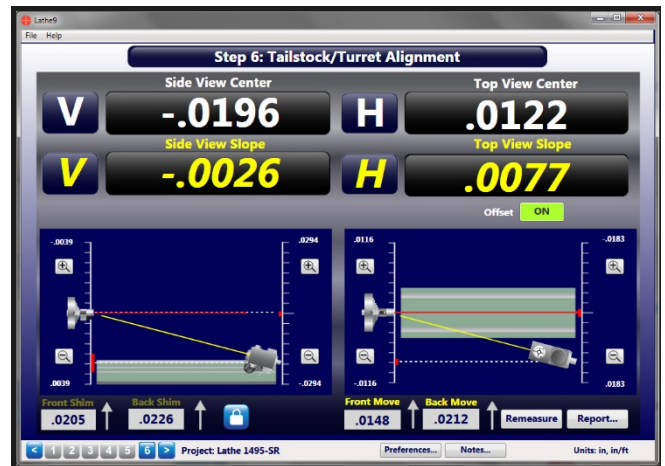 Lathe9
File Help
Step 6: Tailstock/Turret Alignment
Side View Center
Top View Center
V -.0196 H .0122
Side View Slope
Top View Slope
V -.0026 H .0077
Offset ON
-.0039 .0294 .0116 -.0183
.0039 -.0294 -.0116 .0183
Front Shim Back Shim Front Move Back Move
.0205 .0226 .0148 .0212 Remeasure Report...
< 1 2 3 4 5 6 > Project: Lathe 1495-SR Preferences... Notes... Units: in, in/ft